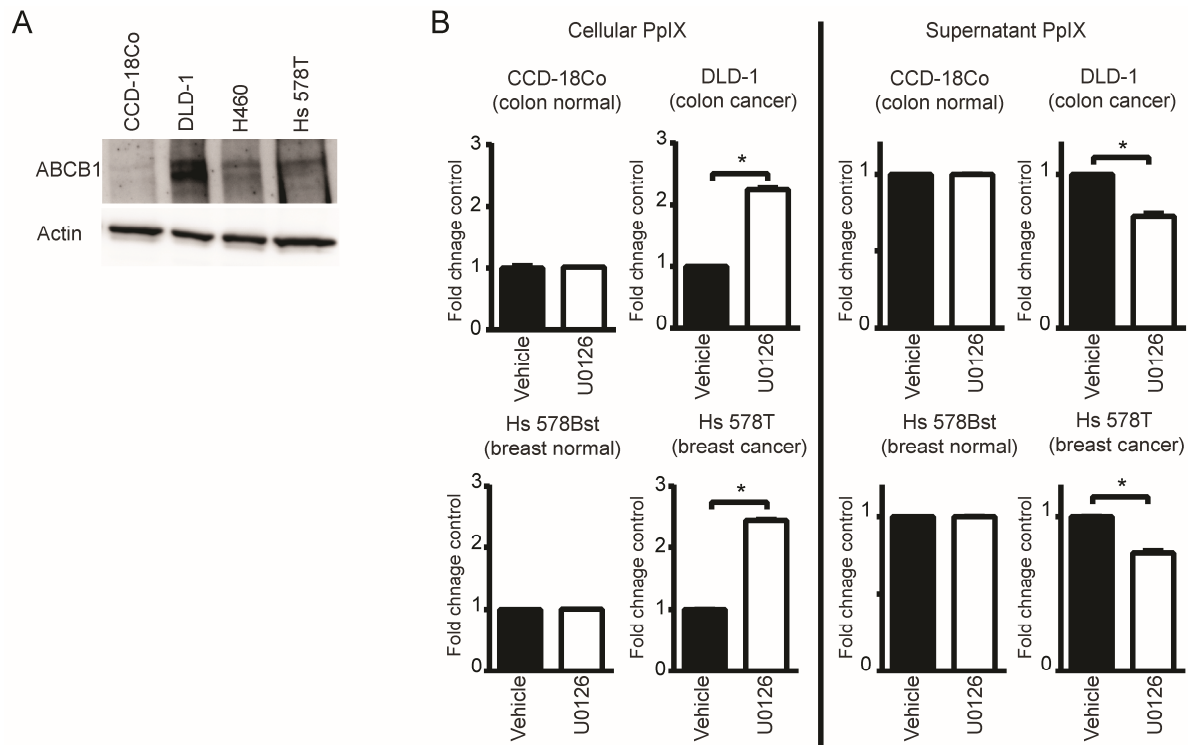 A
CCD-18Co
DLD-1
H460
Hs 578T
ABCB1
Actin
B
Cellular PpIX
Supernatant PpIX
CCD-18Co
(colon normal)
Fold chnage control
3
2
1
0
Vehicle
U0126
DLD-1
(colon cancer)
Fold chnage control
3
2
1
0
*
Vehicle
U0126
CCD-18Co
(colon normal)
Fold chnage control
1
0
Vehicle
U0126
DLD-1
(colon cancer)
Fold chnage control
1
0
*
Vehicle
U0126
Hs 578Bst
(breast normal)
Fold chnage control
3
2
1
0
Vehicle
U0126
Hs 578T
(breast cancer)
Fold chnage control
3
2
1
0
*
Vehicle
U0126
Hs 578Bst
(breast normal)
Fold chnage control
1
0
Vehicle
U0126
Hs 578T
(breast cancer)
Fold chnage control
1
0
*
Vehicle
U0126